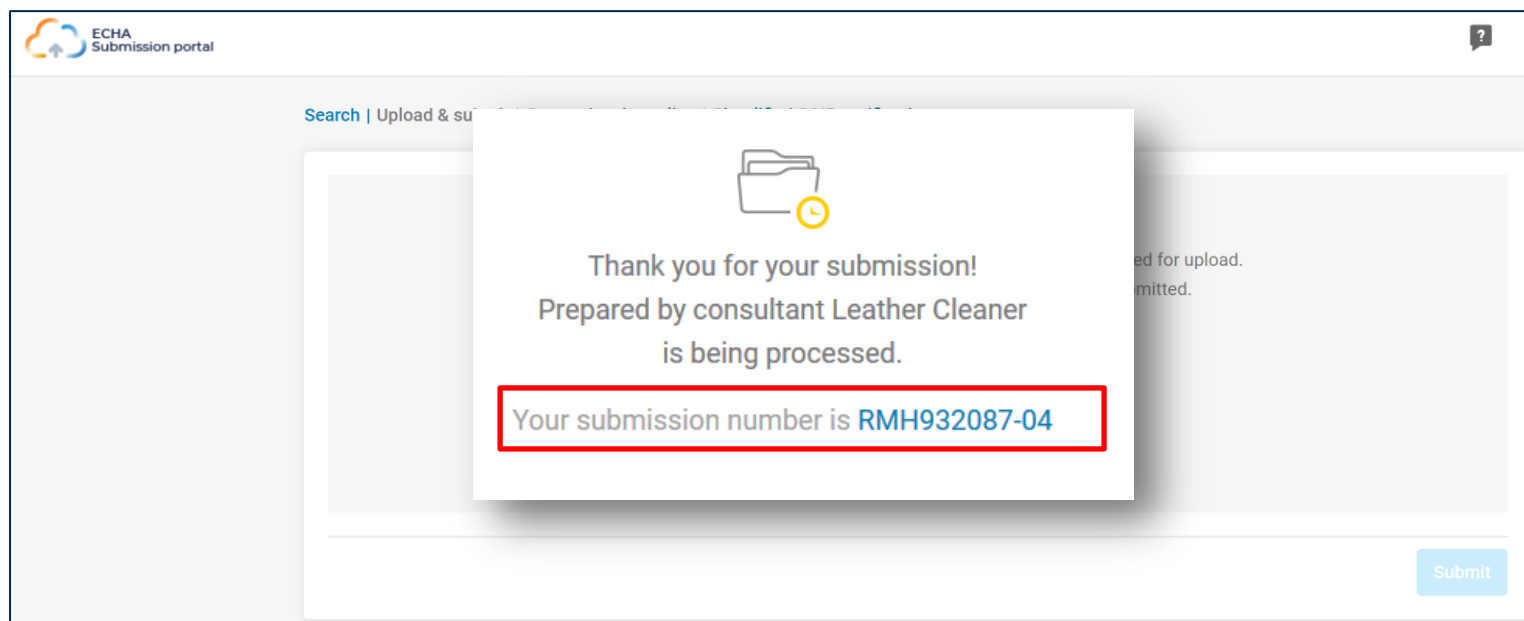 ECHA
Submission portal
?
Search | Upload & su
Thank you for your submission!
Prepared by consultant Leather Cleaner
is being processed.
Your submission number is RMH932087-04
ed for upload.
mitted.
Submit